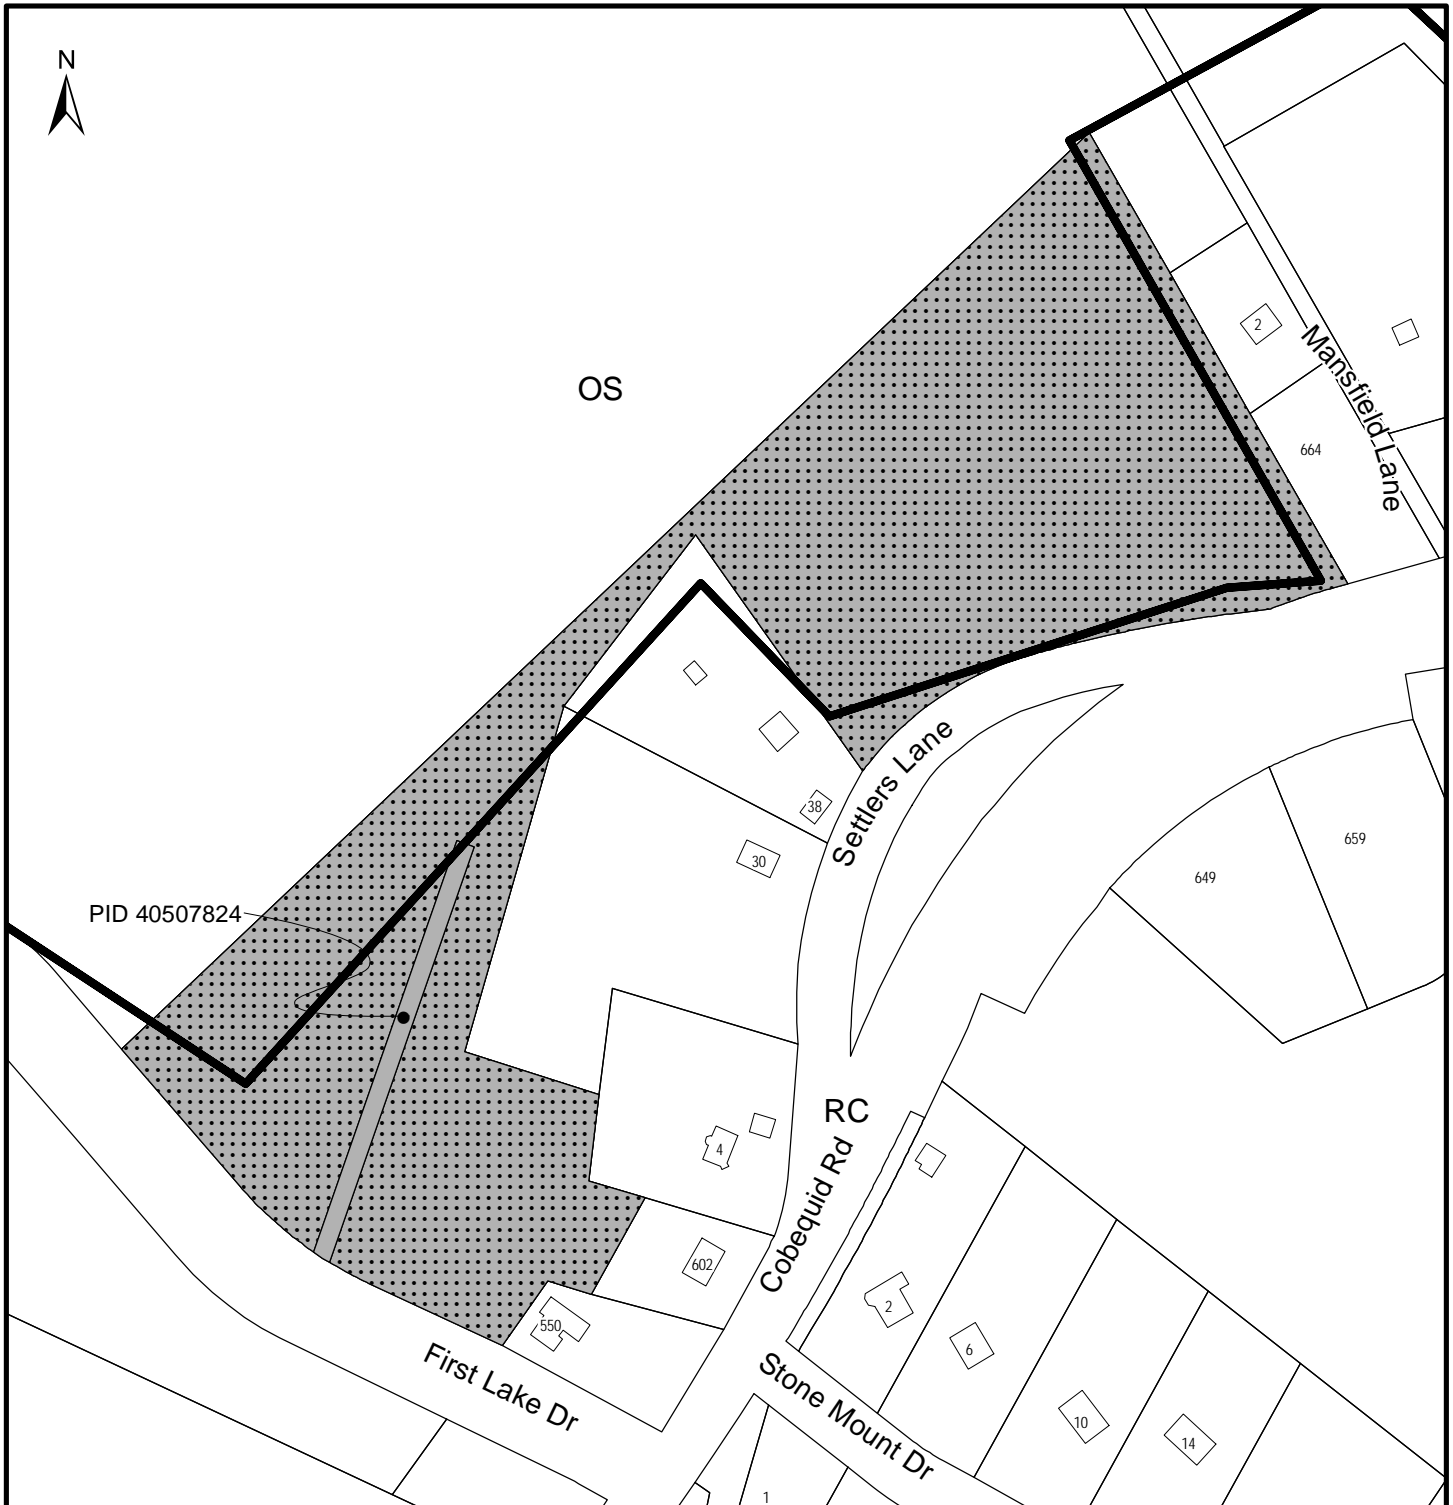 N
OS
2
Mansfield Lane
664
38
Settlers Lane
30
659
649
PID 40507824
RC
4
Cobequid Rd
602
2
550
6
First Lake Dr
Stone Mount Dr
10
14
1